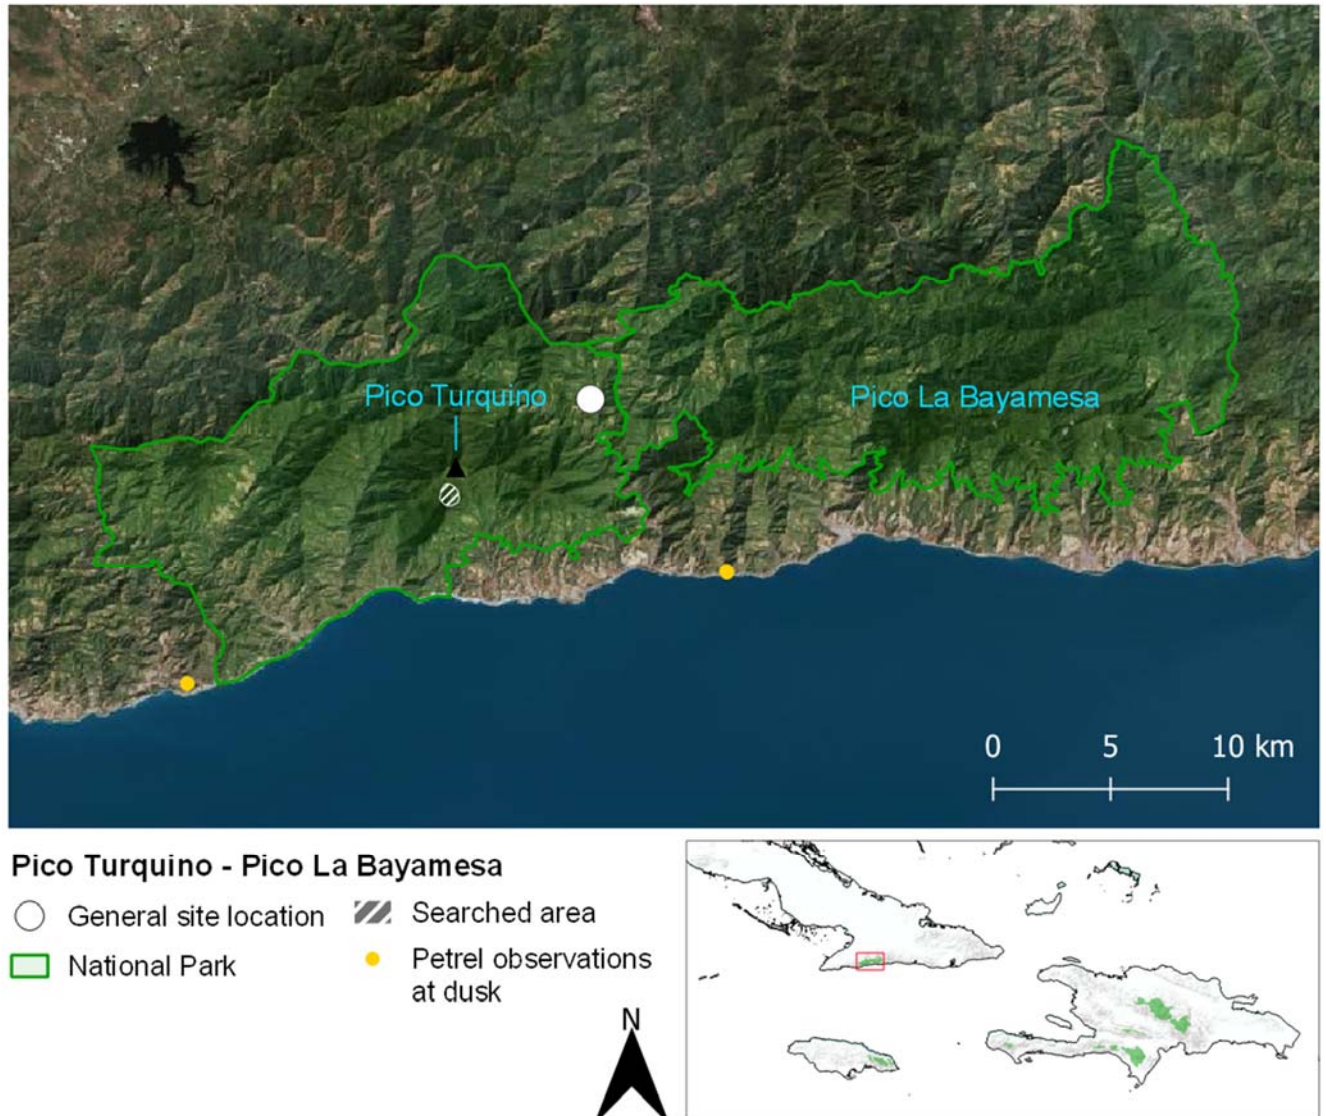 Pico Turquino
Pico La Bayamesa
0 5 10 km
Pico Turquino - Pico La Bayamesa
General site location
Searched area
National Park
Petrel observations
at dusk
N